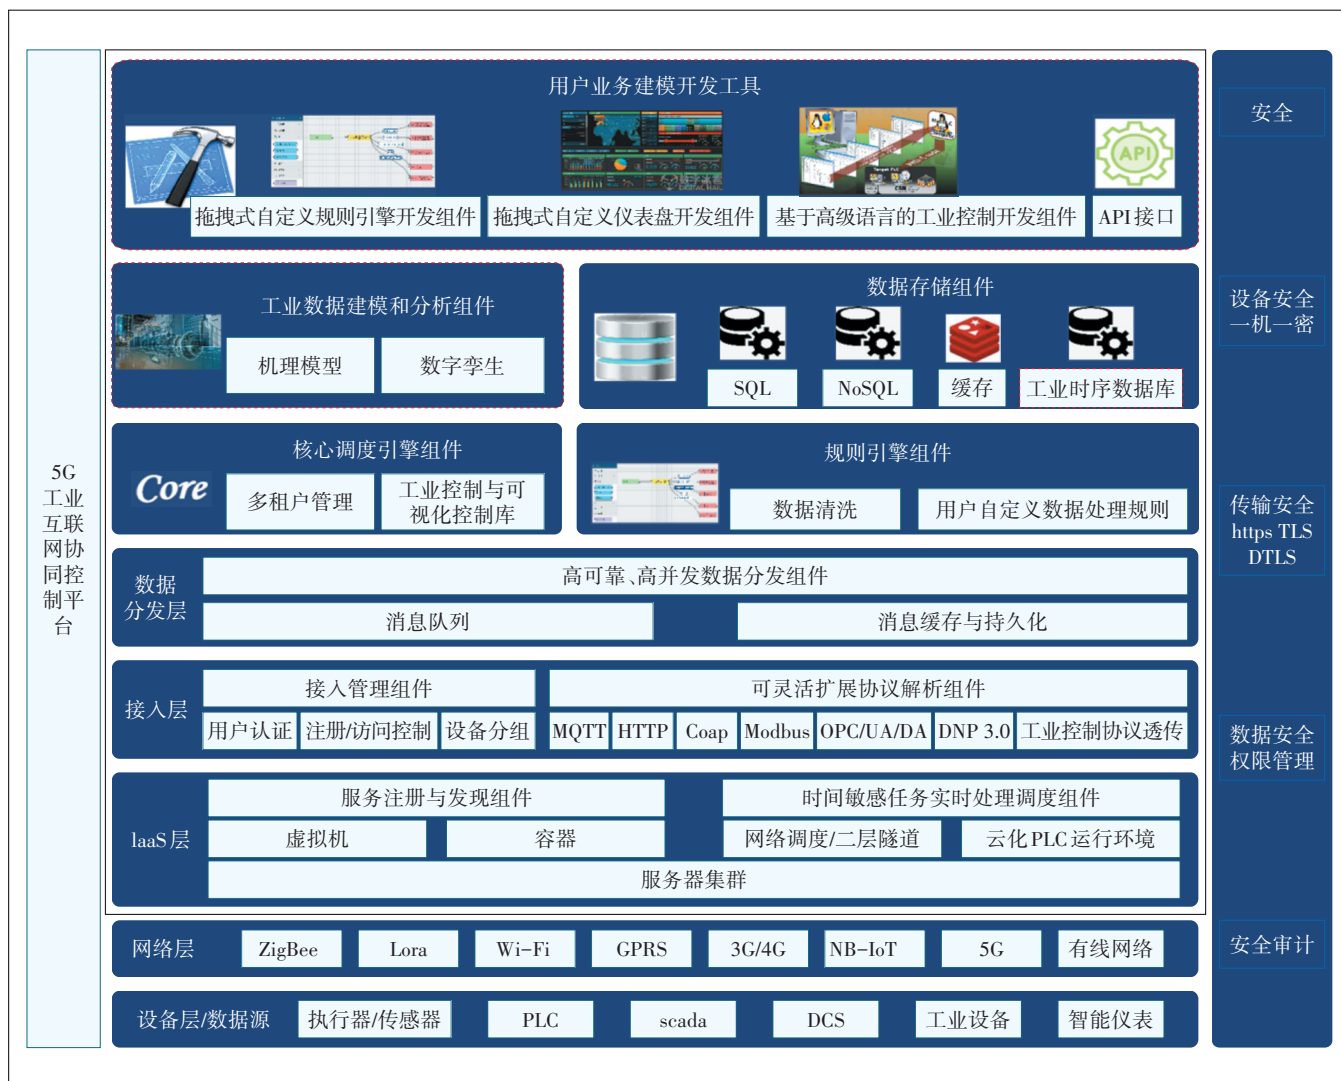 5G
工业
互联
网协
同控
制平
台
用户业务建模开发工具
API
拖拽式自定义规则引擎开发组件
拖拽式自定义仪表盘开发组件
基于高级语言的工业控制开发组件
API接口
工业数据建模和分析组件
机理模型
数字孪生
数据存储组件
SQL
NoSQL
缓存
工业时序数据库
核心调度引擎组件
Core
多租户管理
工业控制与可
视化控制库
规则引擎组件
数据清洗
用户自定义数据处理规则
数据
分发层
高可靠、高并发数据分发组件
消息队列
消息缓存与持久化
接入层
接入管理组件
可灵活扩展协议解析组件
用户认证
注册/访问控制
设备分组
MQTT
HTTP
Coap
Modbus
OPC/UA/DA
DNP 3.0
工业控制协议透传
laaS层
服务注册与发现组件
时间敏感任务实时处理调度组件
虚拟机
容器
网络调度/二层隧道
云化PLC运行环境
服务器集群
网络层
ZigBee
Lora
Wi-Fi
GPRS
3G/4G
NB-IoT
5G
有线网络
设备层/数据源
执行器/传感器
PLC
scada
DCS
工业设备
智能仪表
安全
设备安全
一机一密
传输安全
https TLS
DTLS
数据安全
权限管理
安全审计